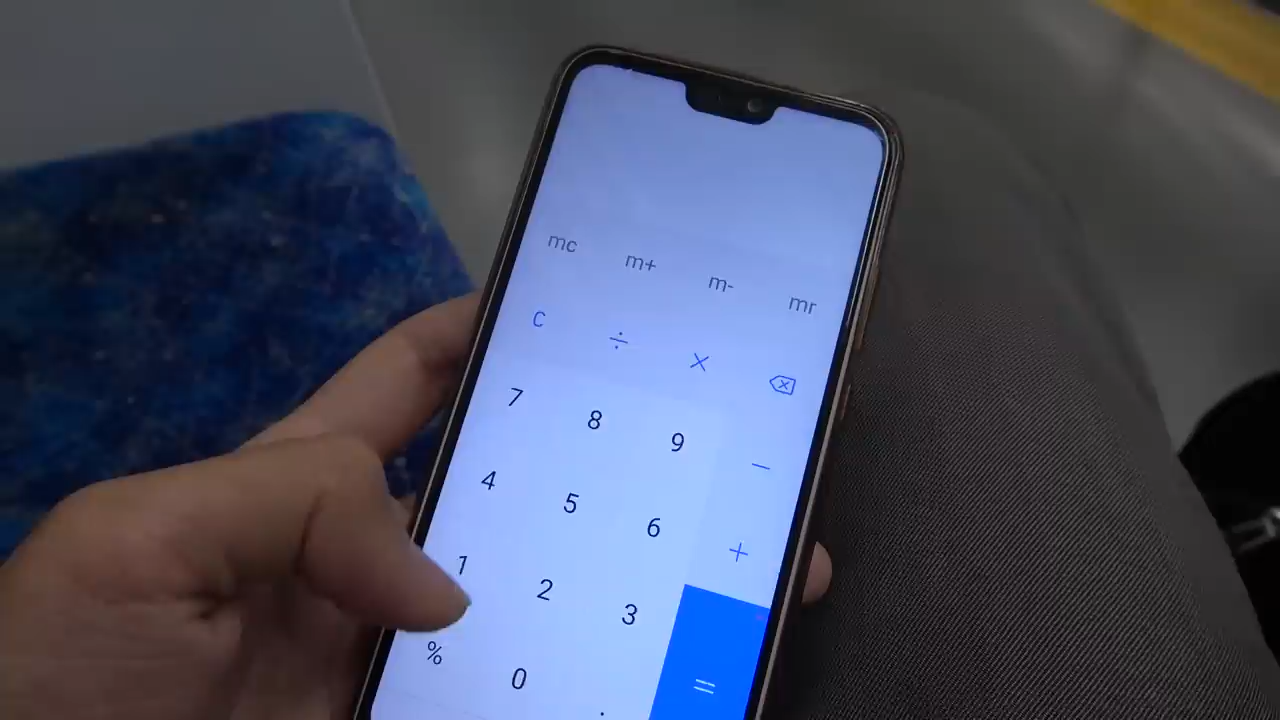 mc m+ m- mr
C ÷ ×
7 8 9 −
4 5 6 +
1 2 3
% 0 . =